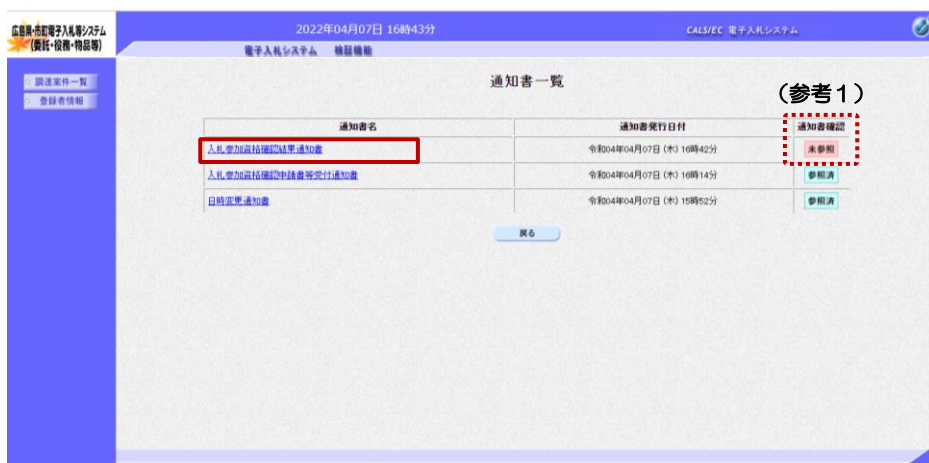 広島県・市町電子入札等システム
(委託・役務・物品等)
2022年04月07日 16時43分
CALS/EC 電子入札システム
電子入札システム 検証機能
調達案件一覧
登録者情報
通知書一覧
(参考1)
通知書名 通知書発行日付 通知書確認
入札参加資格確認結果通知書 令和04年04月07日 (木) 16時42分 未参照
入札参加資格確認申請書等受付通知書 令和04年04月07日 (木) 16時14分 参照済
日時変更通知書 令和04年04月07日 (木) 15時52分 参照済
戻る